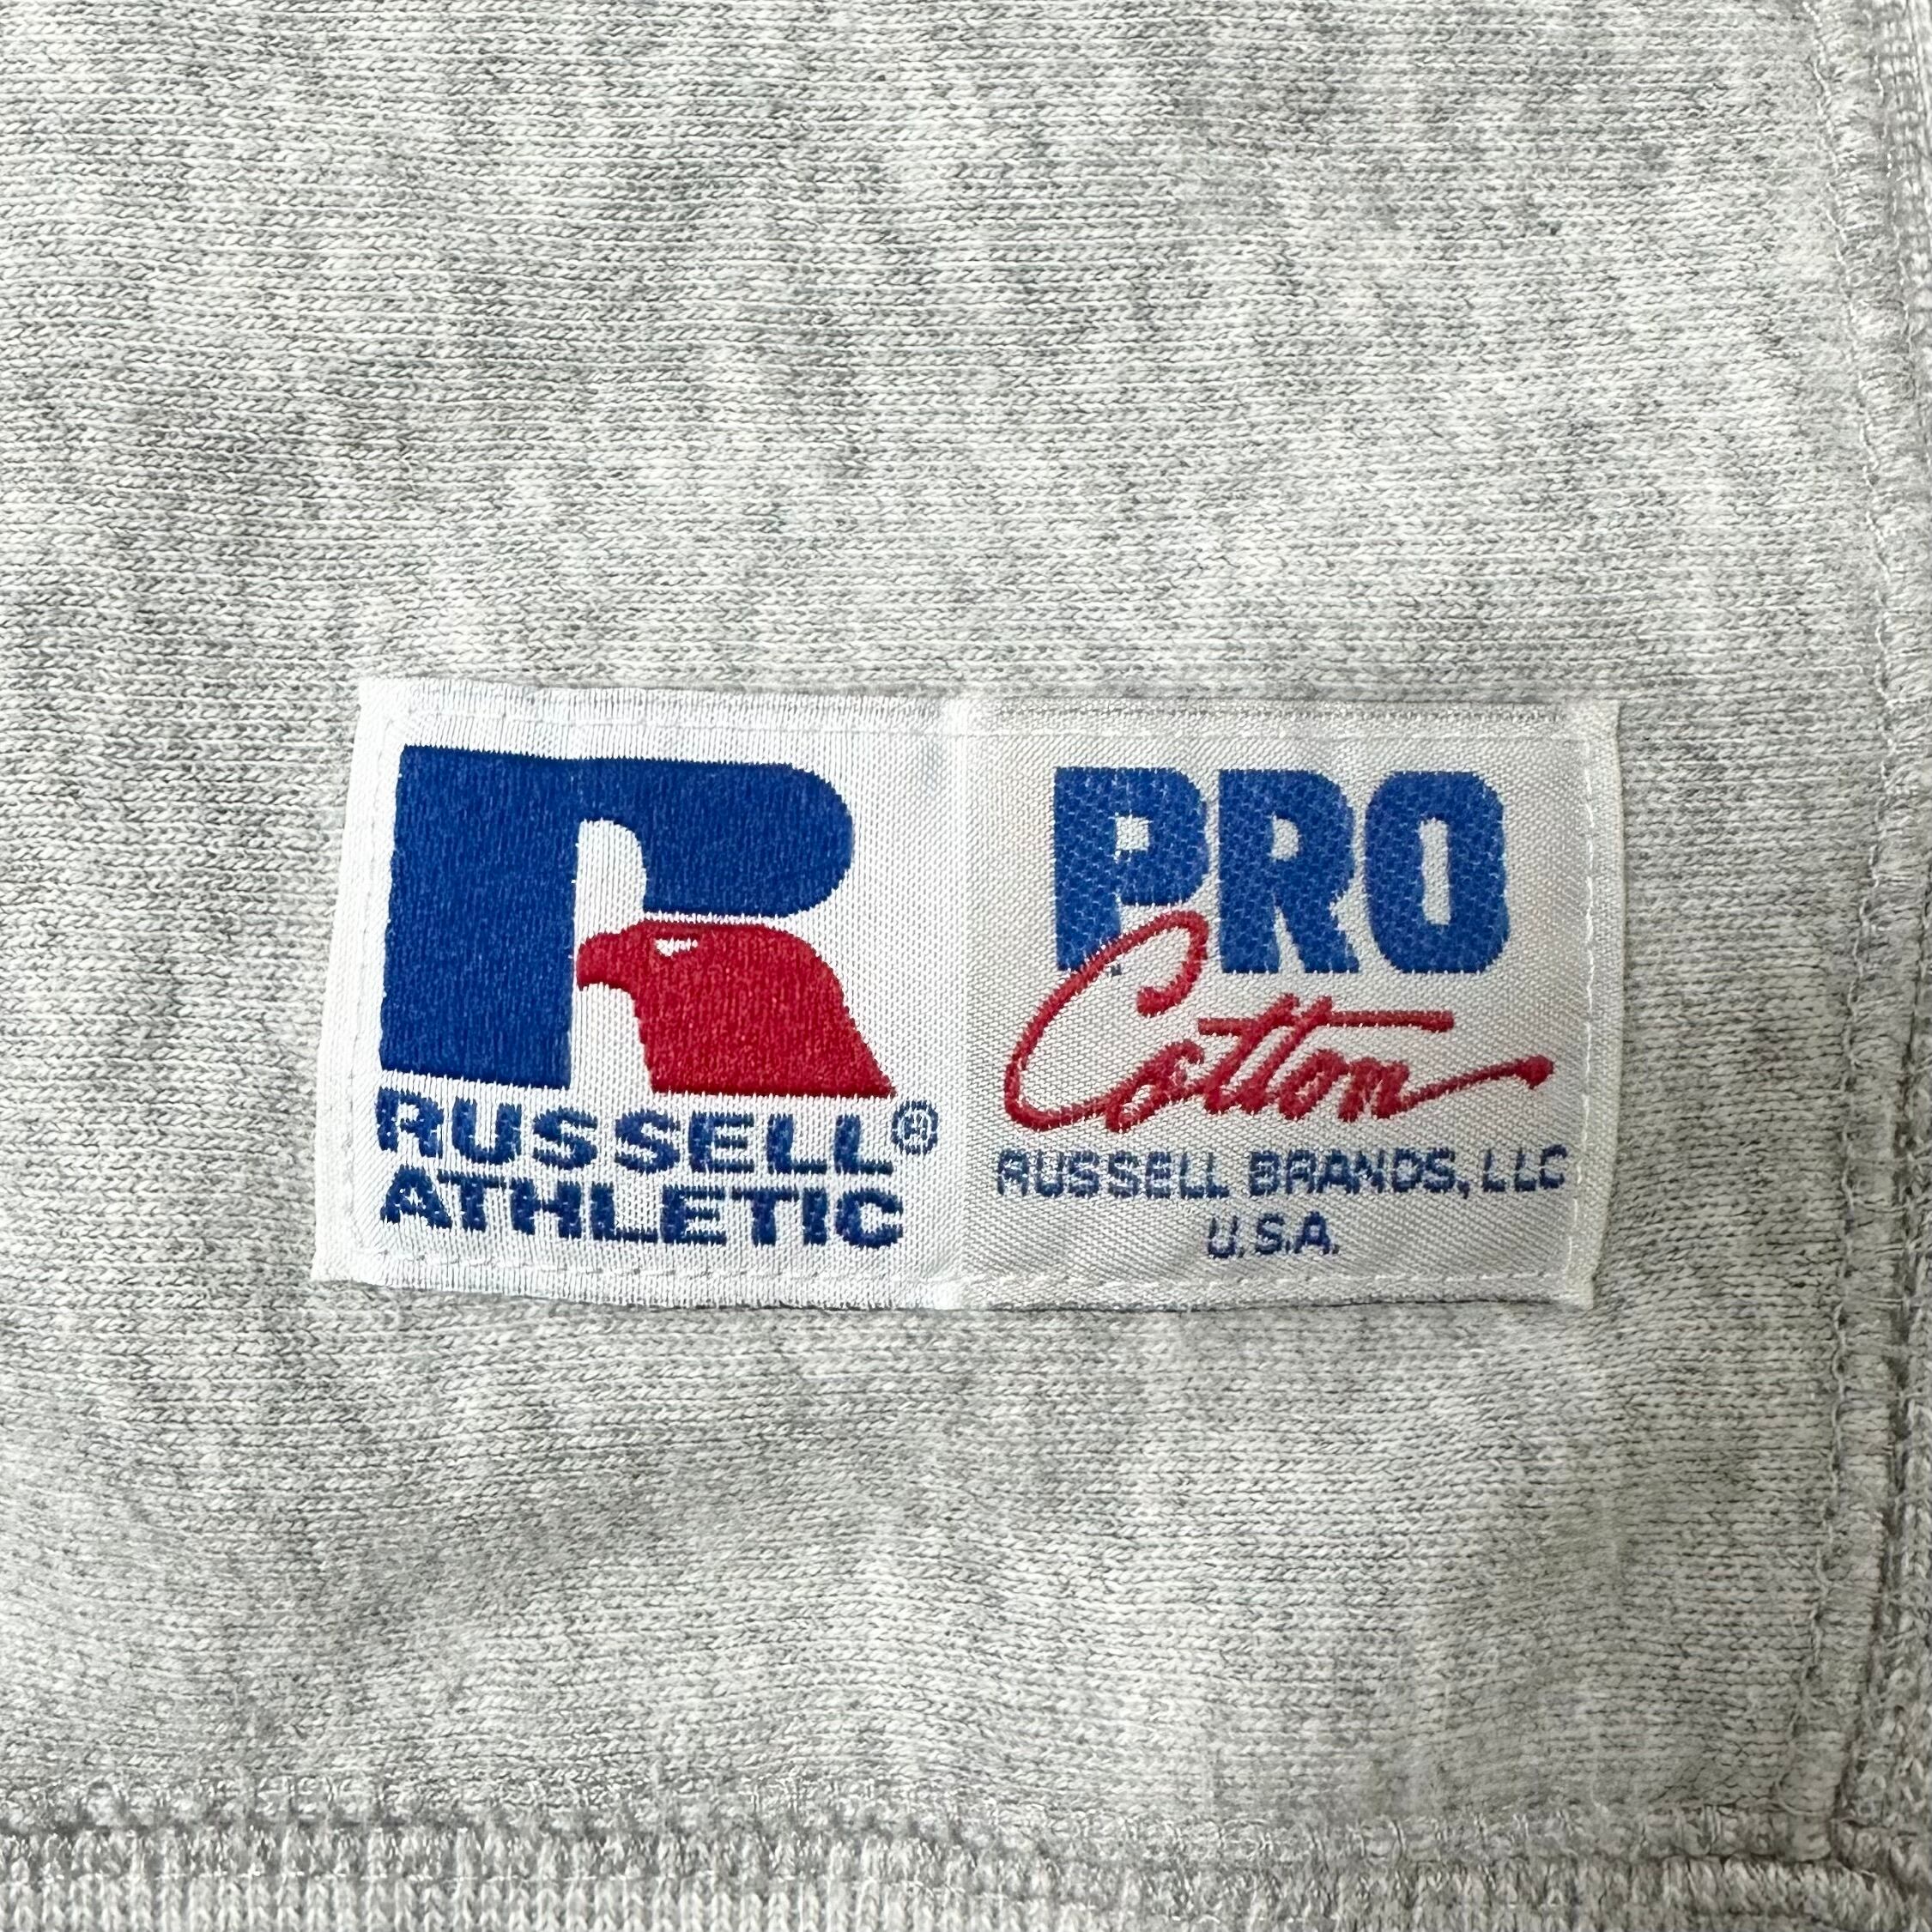 R
RUSSELL®
ATHLETIC
PRO
Cotton
RUSSELL BRANDS, LLC
U.S.A.